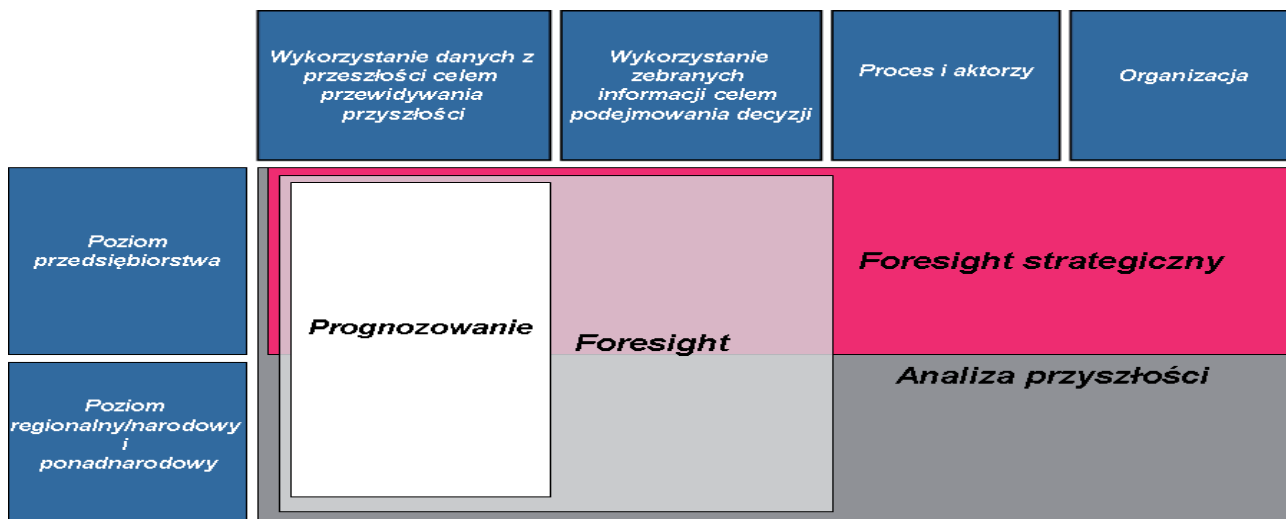 Wykorzystanie danych z
przeszłości celem
przewidywania
przyszłości
Wykorzystanie
zebranych
informacji celem
podejmowania decyzji
Proces i aktorzy
Organizacja
Poziom
przedsiębiorstwa
Prognozowanie
Foresight
Foresight strategiczny
Analiza przyszłości
Poziom
regionalny/narodowy
i
ponadnarodowy